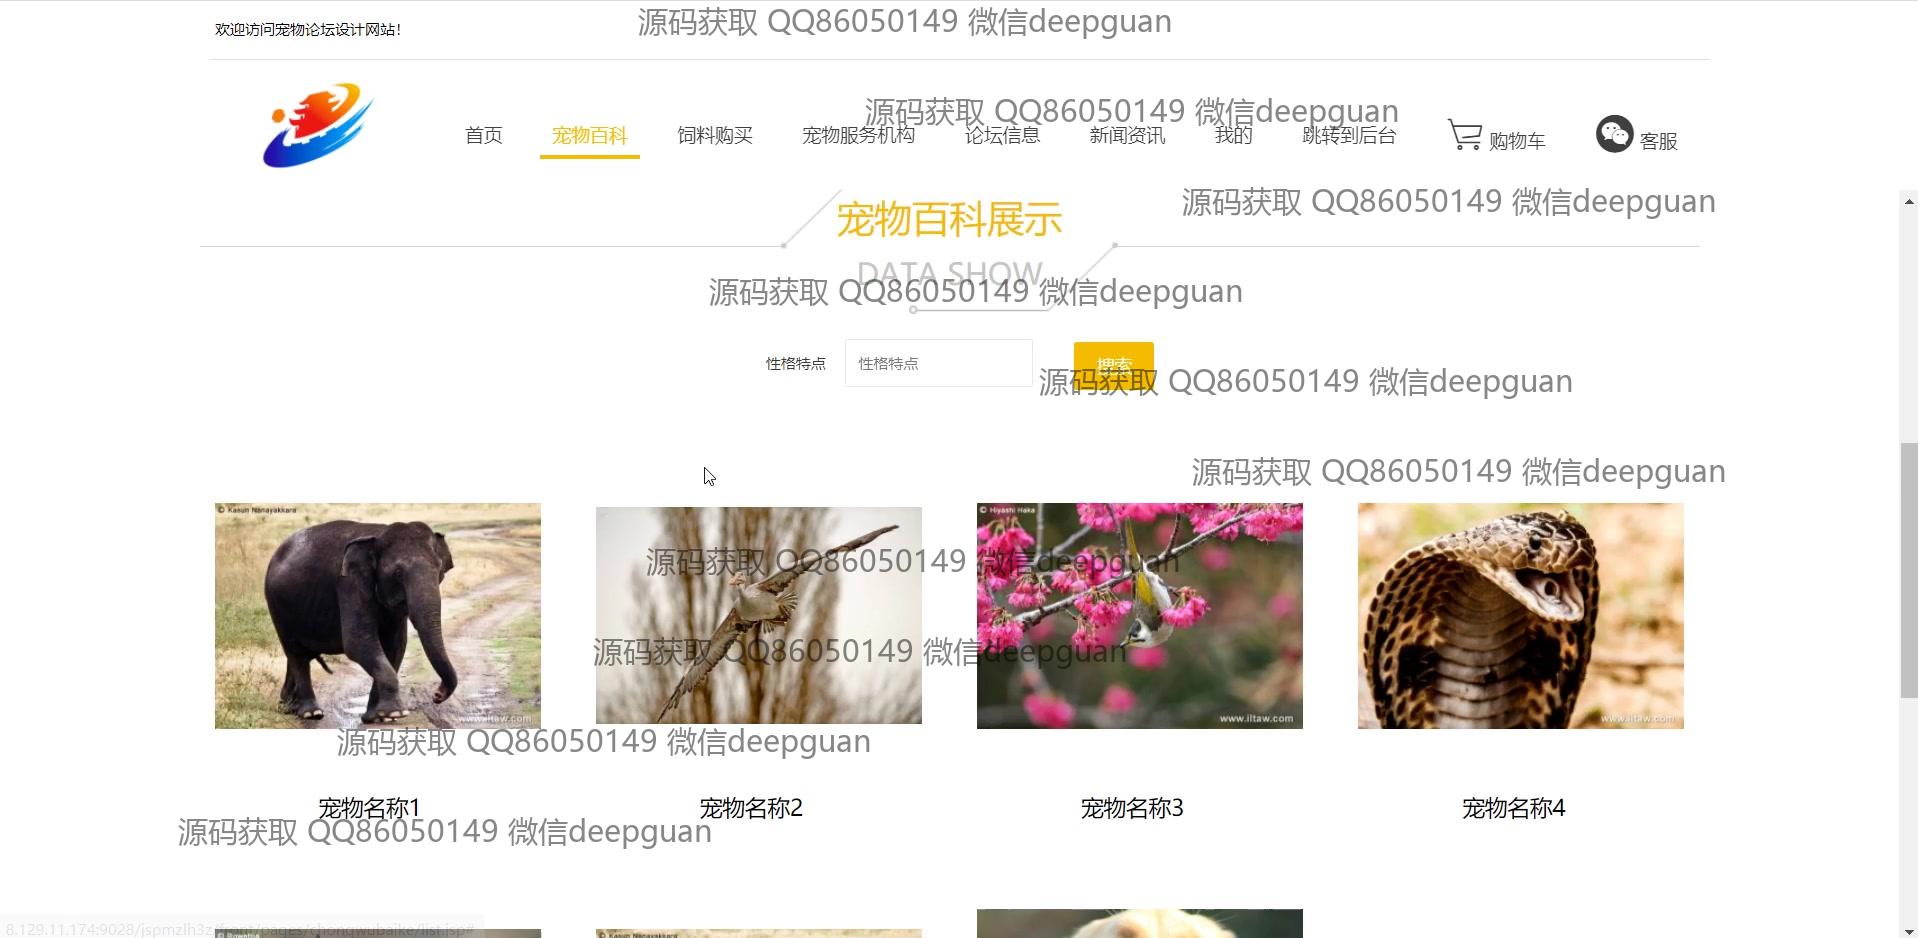 欢迎访问宠物论坛设计网站!
源码获取 QQ86050149 微信deepguan
源码获取 QQ86050149 微信deepguan
首页 宠物百科 饲料购买 宠物服务机构 论坛信息 新闻资讯 我的 跳转到后台 购物车 客服
源码获取 QQ86050149 微信deepguan
宠物百科展示
DATA SHOW
源码获取 QQ86050149 微信deepguan
性格特点 性格特点 搜索
源码获取 QQ86050149 微信deepguan
源码获取 QQ86050149 微信deepguan
© Kasun Nanayakkara
© Hiyashi Haka
源码获取 QQ86050149 微信deepguan
源码获取 QQ86050149 微信deepguan
www.iltaw.com
www.iltaw.com
www.iltaw.com
源码获取 QQ86050149 微信deepguan
宠物名称1 宠物名称2 宠物名称3 宠物名称4
源码获取 QQ86050149 微信deepguan
8.129.11.174:9028/jspmzlh3z/front/pages/chongwubaike/list.jsp#
© Kasun Nanayakkara